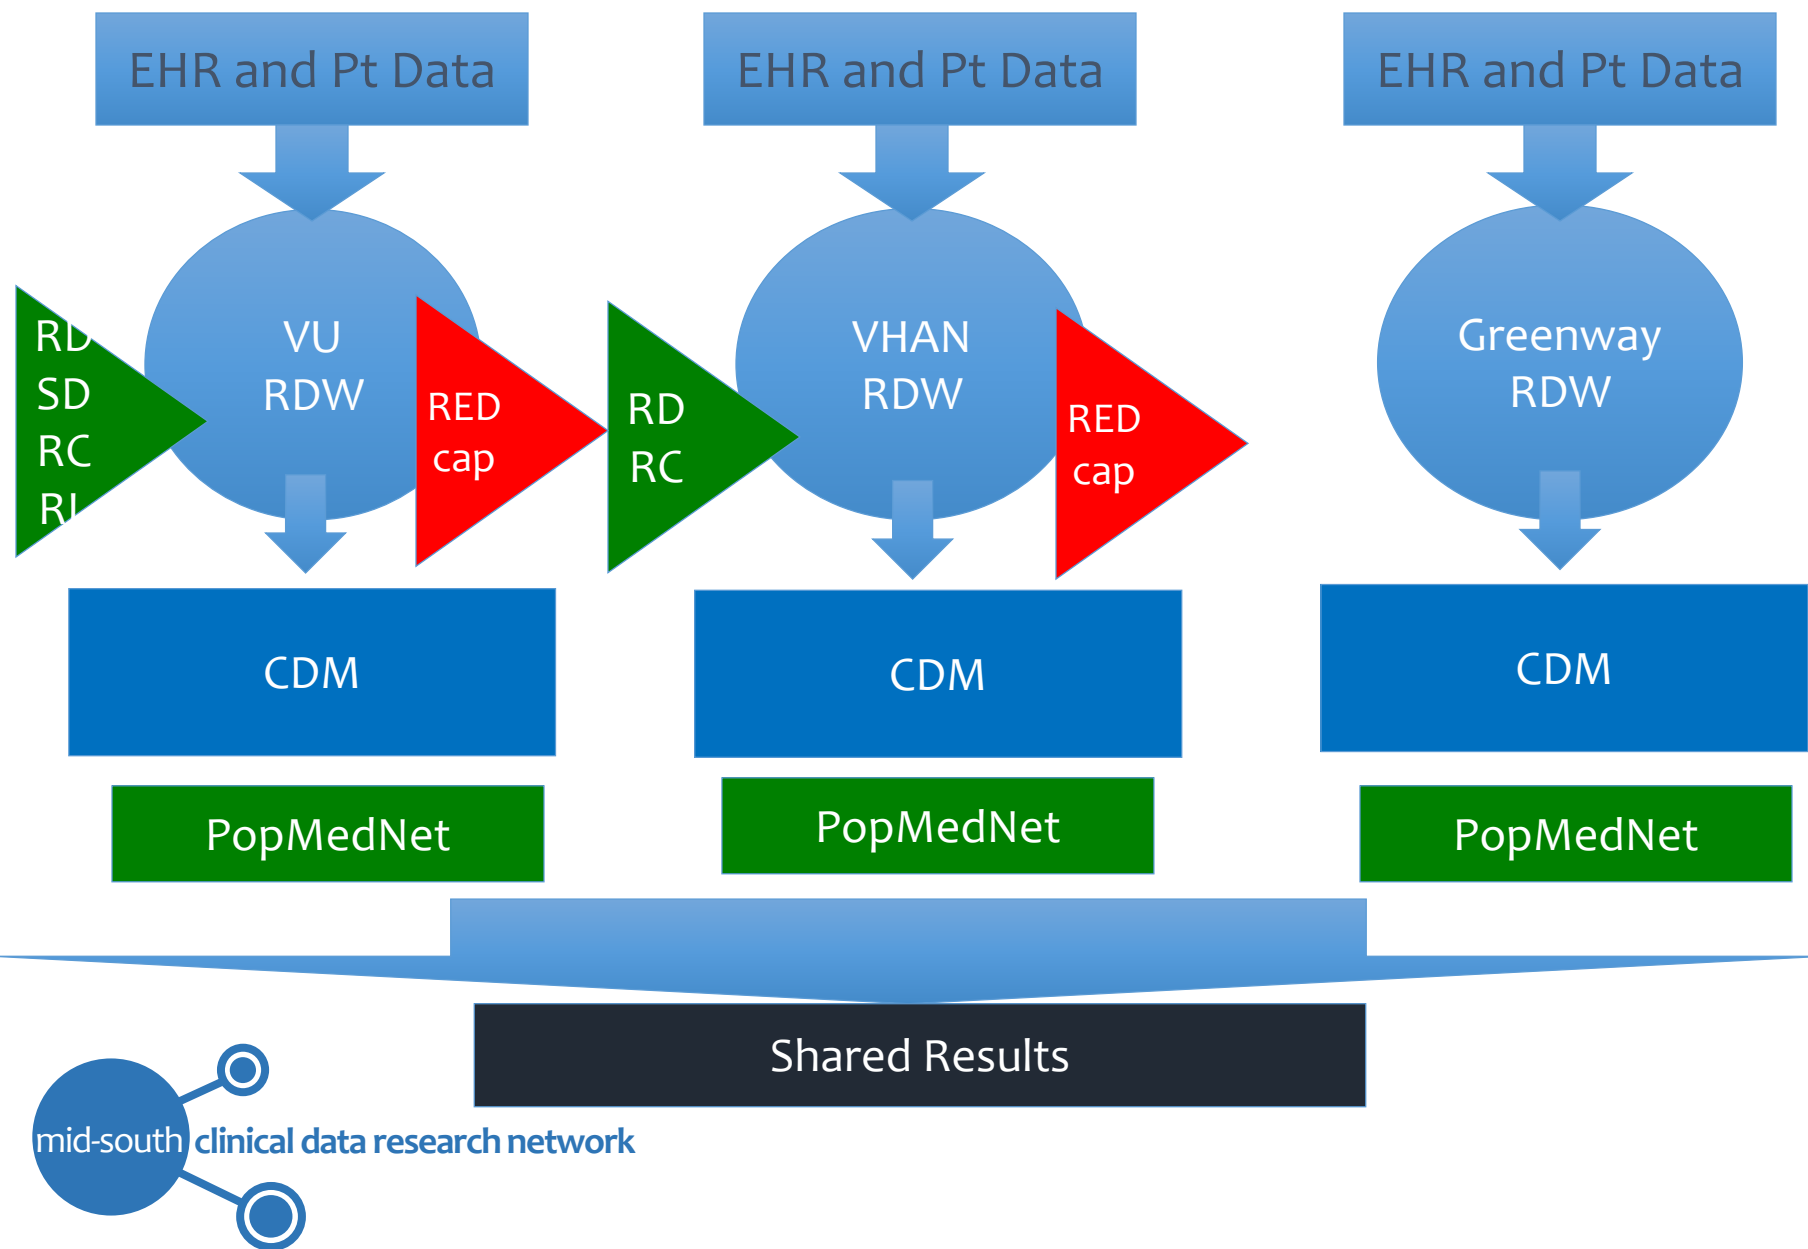 EHR and Pt Data
EHR and Pt Data
EHR and Pt Data
RD
SD
RC
VU
RDW
RED
cap
RD
RC
VHAN
RDW
RED
cap
Greenway
RDW
CDM
CDM
CDM
PopMedNet
PopMedNet
PopMedNet
Shared Results
mid-south clinical data research network